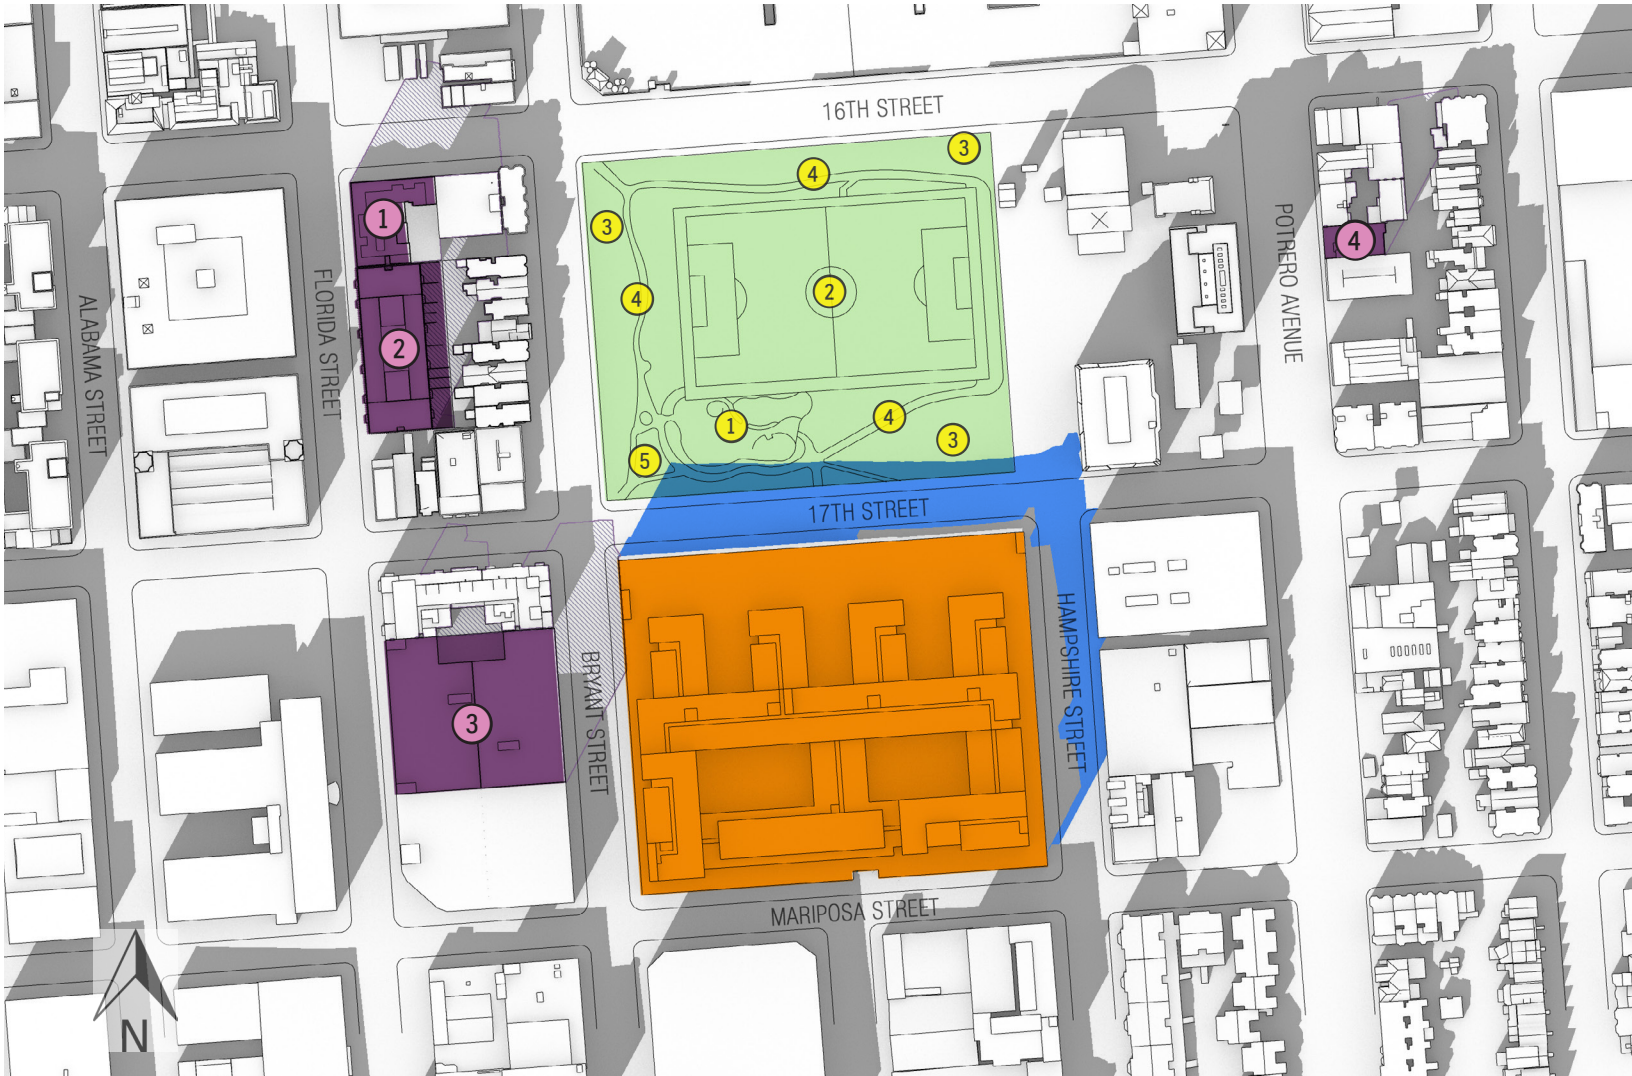 16TH STREET
3
4
1
3
4
2
4
2
FLORIDA STREET
ALABAMA STREET
POTRERO AVENUE
4
1
3
5
17TH STREET
HAMPSHIRE STREET
BRYANT STREET
3
MARIPOSA STREET
N